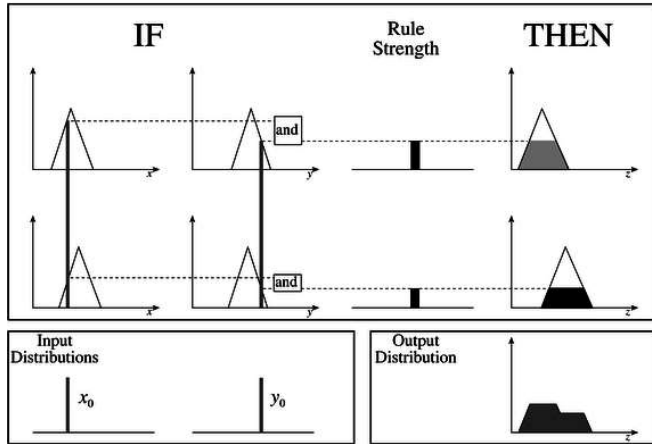 IF
Rule
Strength
THEN
and
x
y
z
and
x
y
z
Input
Distributions
x₀
y₀
Output
Distribution
z